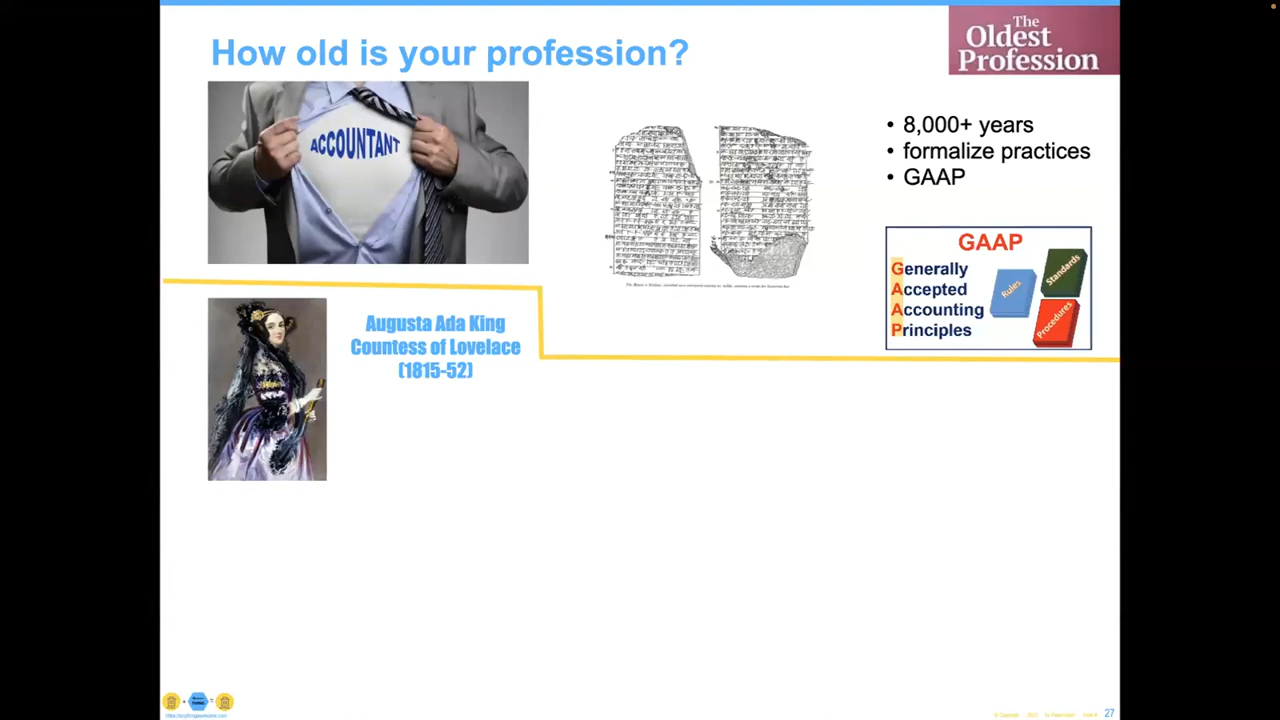 How old is your profession?
The
Oldest
Profession
ACCOUNTANT
• 8,000+ years
• formalize practices
• GAAP
GAAP
Generally
Accepted
Accounting
Principles
Rules
Standards
Procedures
Augusta Ada King
Countess of Lovelace
(1815-52)
27